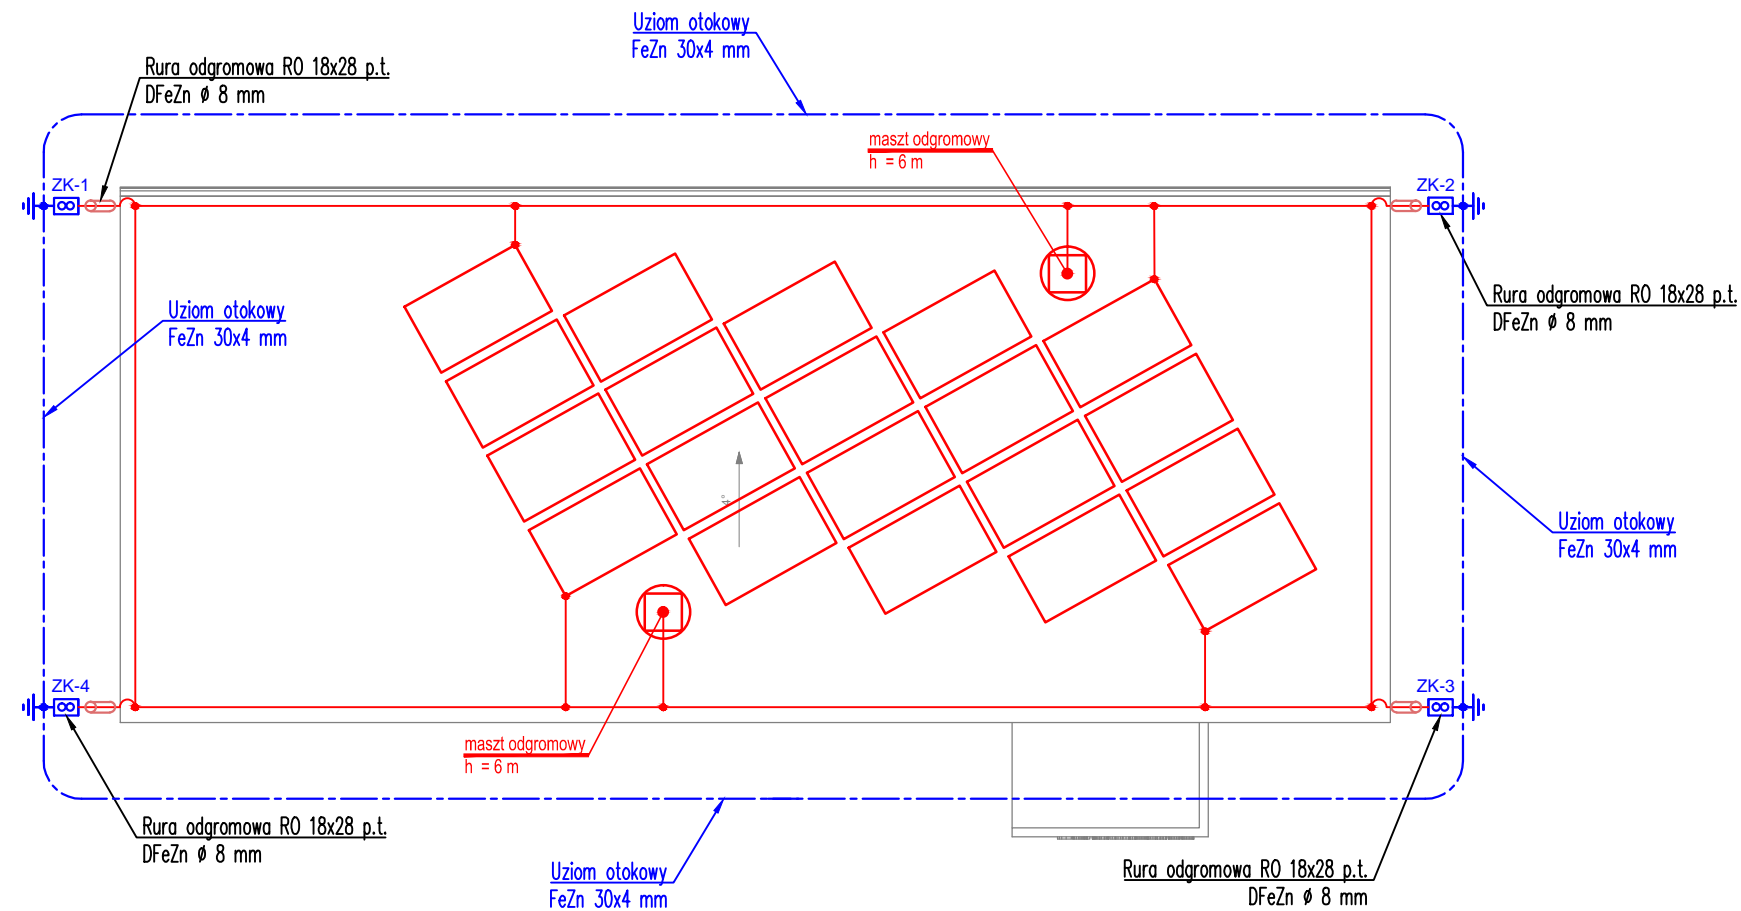 Uziom otokowy
FeZn 30x4 mm
Rura odgromowa RO 18x28 p.t.
DFeZn ϕ 8 mm
maszt odgromowy
h = 6 m
ZK-1
ZK-2
Rura odgromowa RO 18x28 p.t.
DFeZn ϕ 8 mm
Uziom otokowy
FeZn 30x4 mm
4°
Uziom otokowy
FeZn 30x4 mm
ZK-4
ZK-3
maszt odgromowy
h = 6 m
Rura odgromowa RO 18x28 p.t.
DFeZn ϕ 8 mm
Uziom otokowy
FeZn 30x4 mm
Rura odgromowa RO 18x28 p.t.
DFeZn ϕ 8 mm